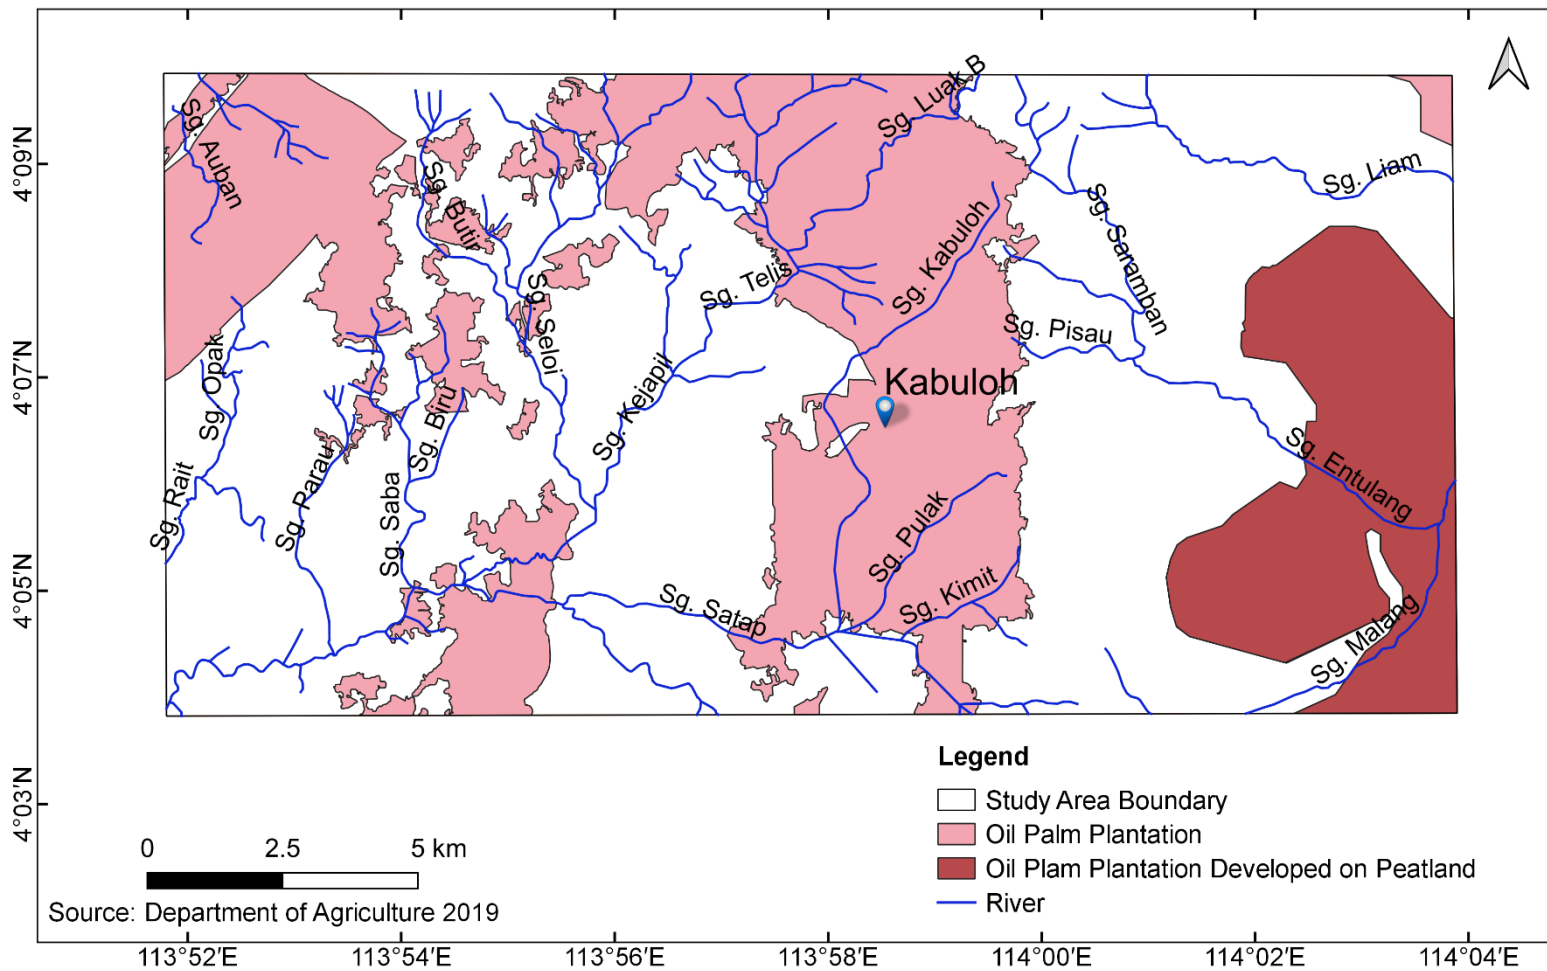 Sg. Luak B
Sg. Auban
4°09′N
Sg. Liam
Sg. Butir
Sg. Kabuloh
Sg. Saramban
Sg. Telis
Sg. Seloi
Sg. Pisau
Sg Opak
4°07′N
Kabuloh
Sg. Kejapil
Sg. Biru
Sg. Entulang
Sg. Rait
Sg. Parau
Sg. Saba
Sg. Pulak
4°05′N
Sg. Satap
Sg. Kimit
Sg. Malang
Legend
Study Area Boundary
4°03′N
Oil Palm Plantation
0 2.5 5 km
Oil Plam Plantation Developed on Peatland
River
Source: Department of Agriculture 2019
113°52′E 113°54′E 113°56′E 113°58′E 114°00′E 114°02′E 114°04′E